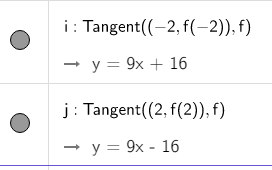 i : Tangent((−2, f(−2)), f)
→ y = 9x + 16
j : Tangent((2, f(2)), f)
→ y = 9x - 16